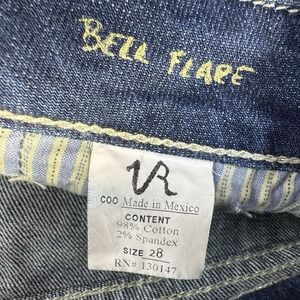 BELL FLARE
VR
COO Made in Mexico
CONTENT
98% Cotton
2% Spandex
SIZE 28
RN# 130147